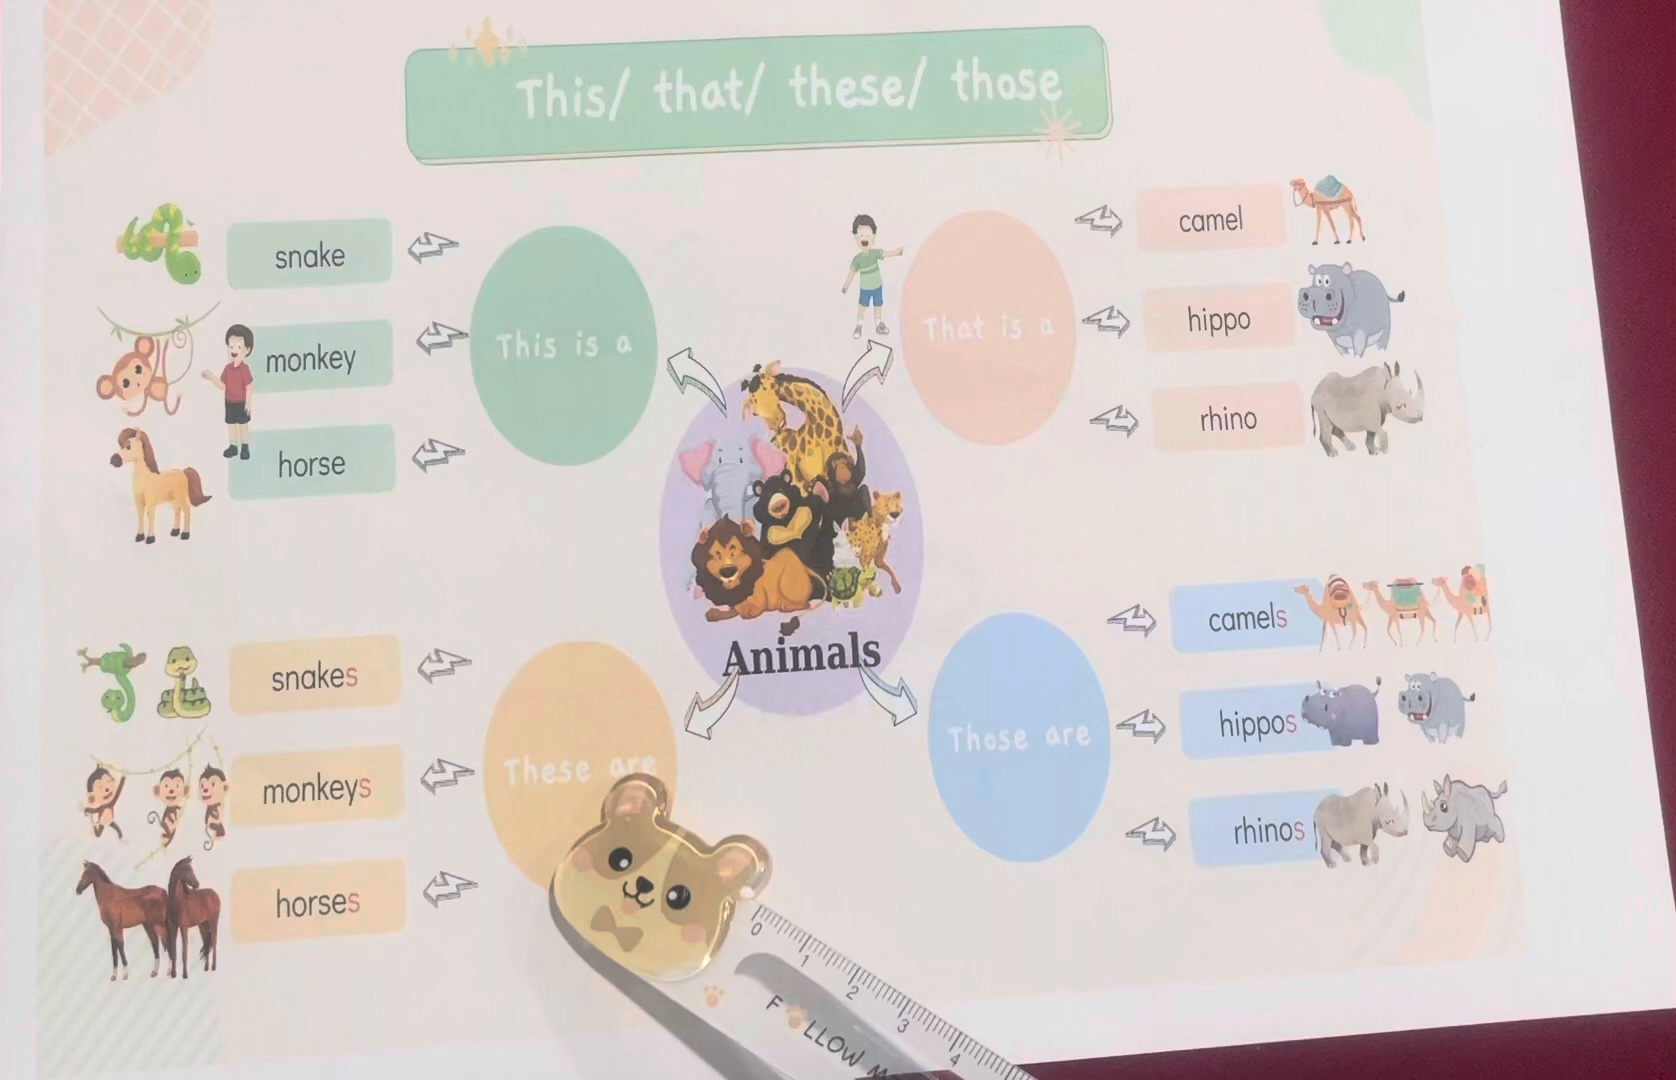 This/ that/ these/ those
This is a
snake
monkey
horse
That is a
camel
hippo
rhino
Animals
These are
snakes
monkeys
horses
Those are
camels
hippos
rhinos
0 1 2 3 4
FOLLOW